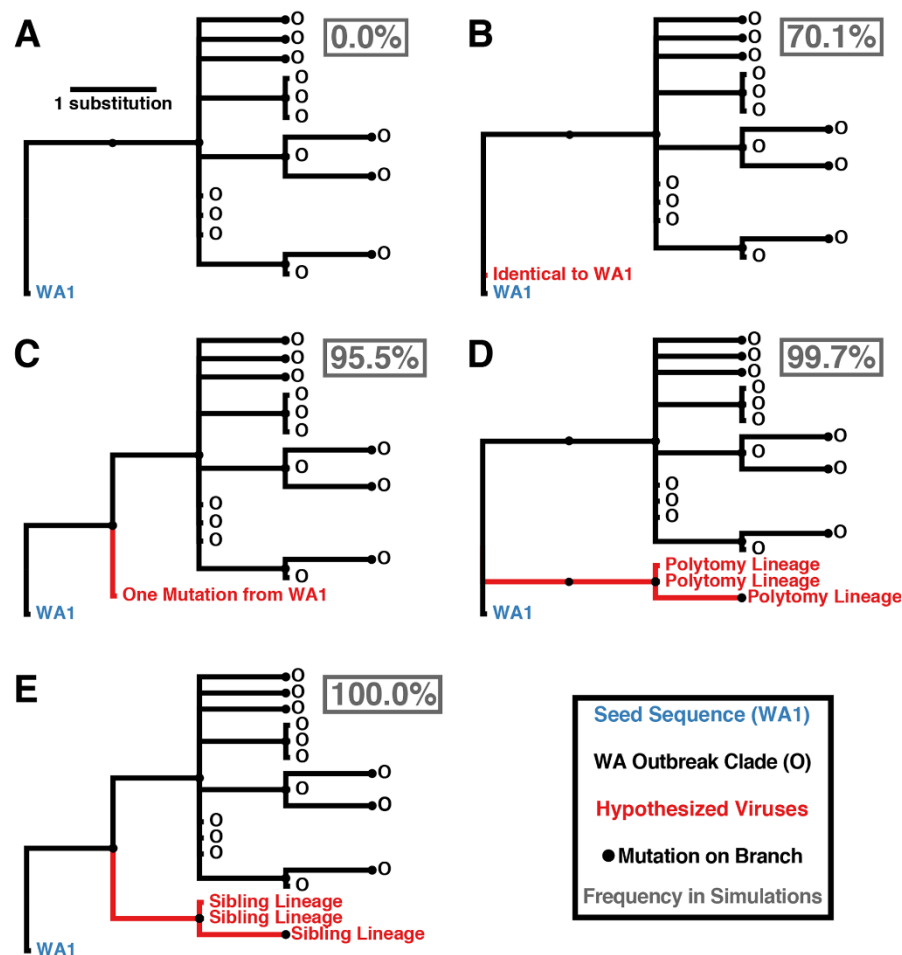 A
O
0.0%
O
O
O
1 substitution
O
O
O
O
O
O
O
O
O
O
WA1
B
O
70.1%
O
O
O
O
O
O
O
O
O
O
O
O
O
Identical to WA1
WA1
C
O
95.5%
O
O
O
O
O
O
O
O
O
O
O
O
O
One Mutation from WA1
WA1
D
O
99.7%
O
O
O
O
O
O
O
O
O
O
O
O
O
Polytomy Lineage
Polytomy Lineage
Polytomy Lineage
WA1
E
O
100.0%
O
O
O
O
O
O
O
O
O
O
O
O
O
Sibling Lineage
Sibling Lineage
Sibling Lineage
WA1
Seed Sequence (WA1)
WA Outbreak Clade (O)
Hypothesized Viruses
Mutation on Branch
Frequency in Simulations